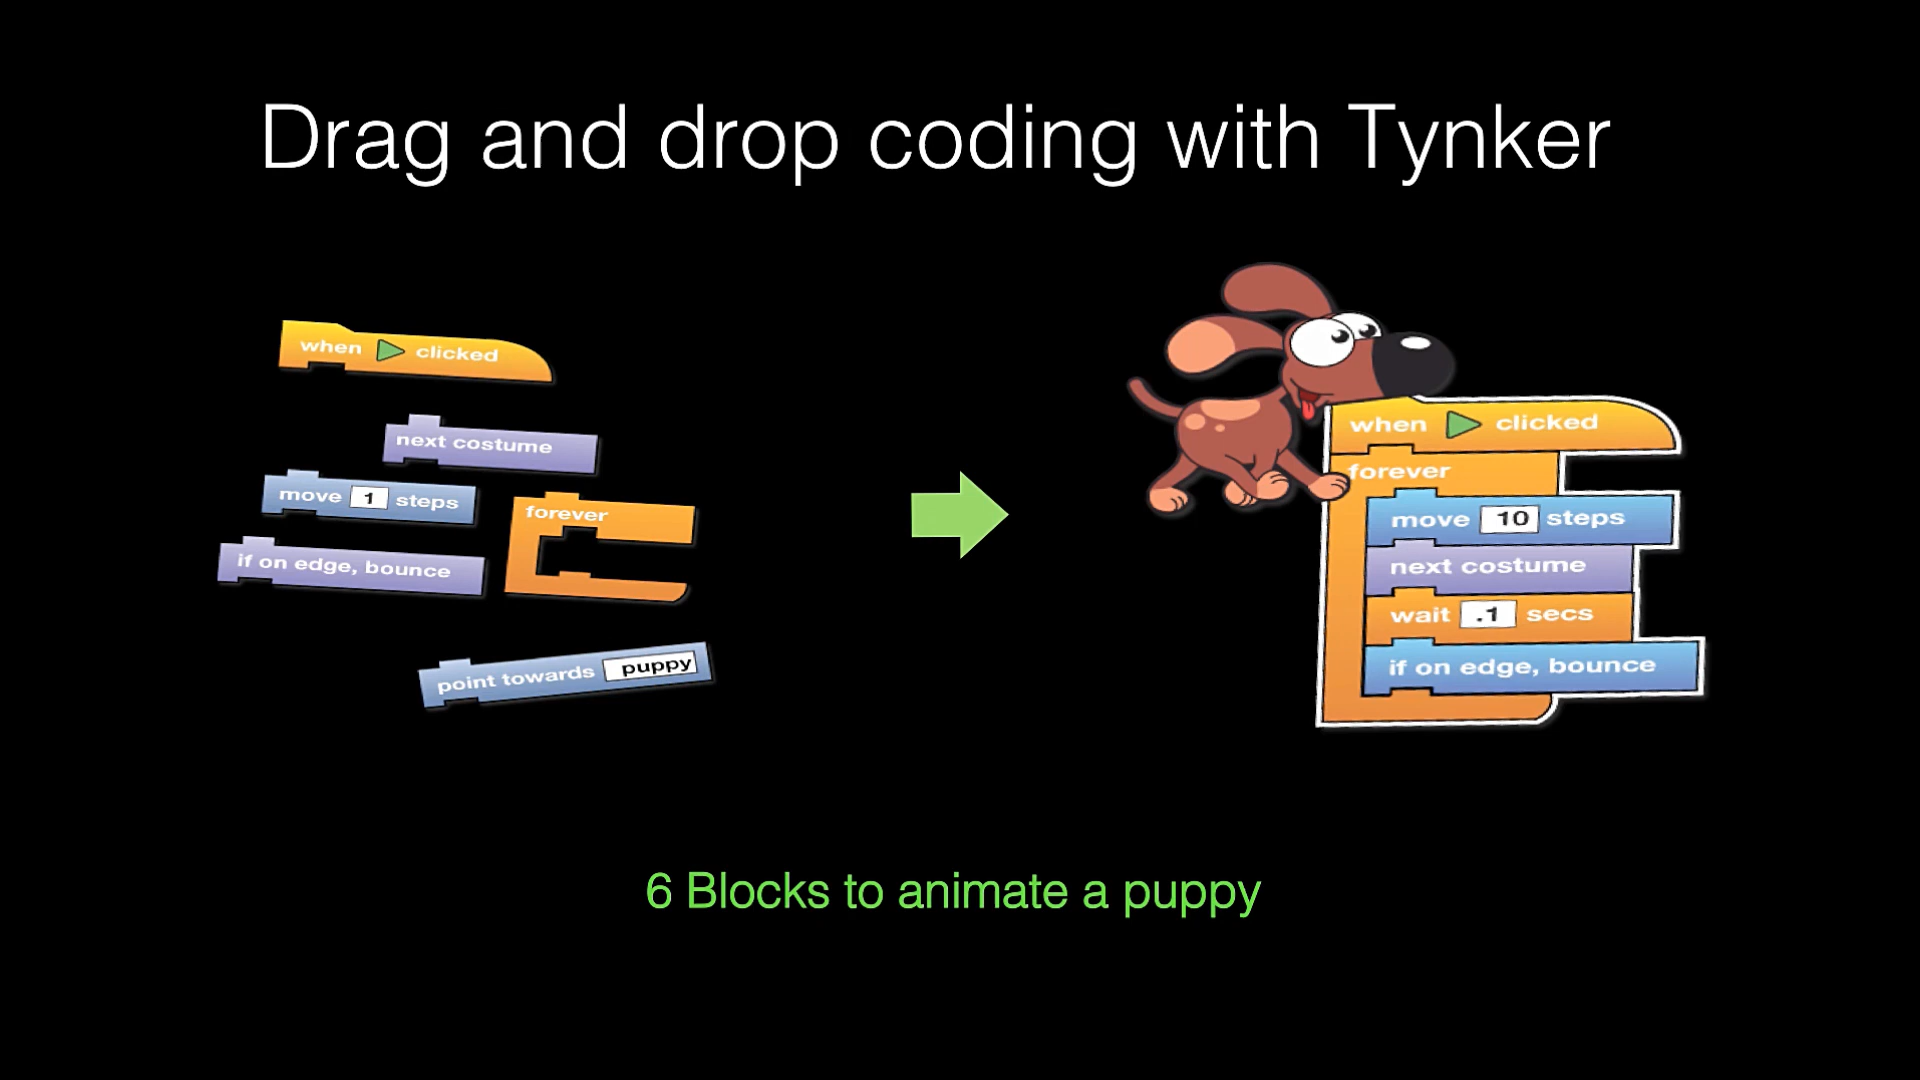 Drag and drop coding with Tynker
when clicked
next costume
move 1 steps
if on edge, bounce
forever
point towards puppy
when clicked
forever
move 10 steps
next costume
wait .1 secs
if on edge, bounce
6 Blocks to animate a puppy